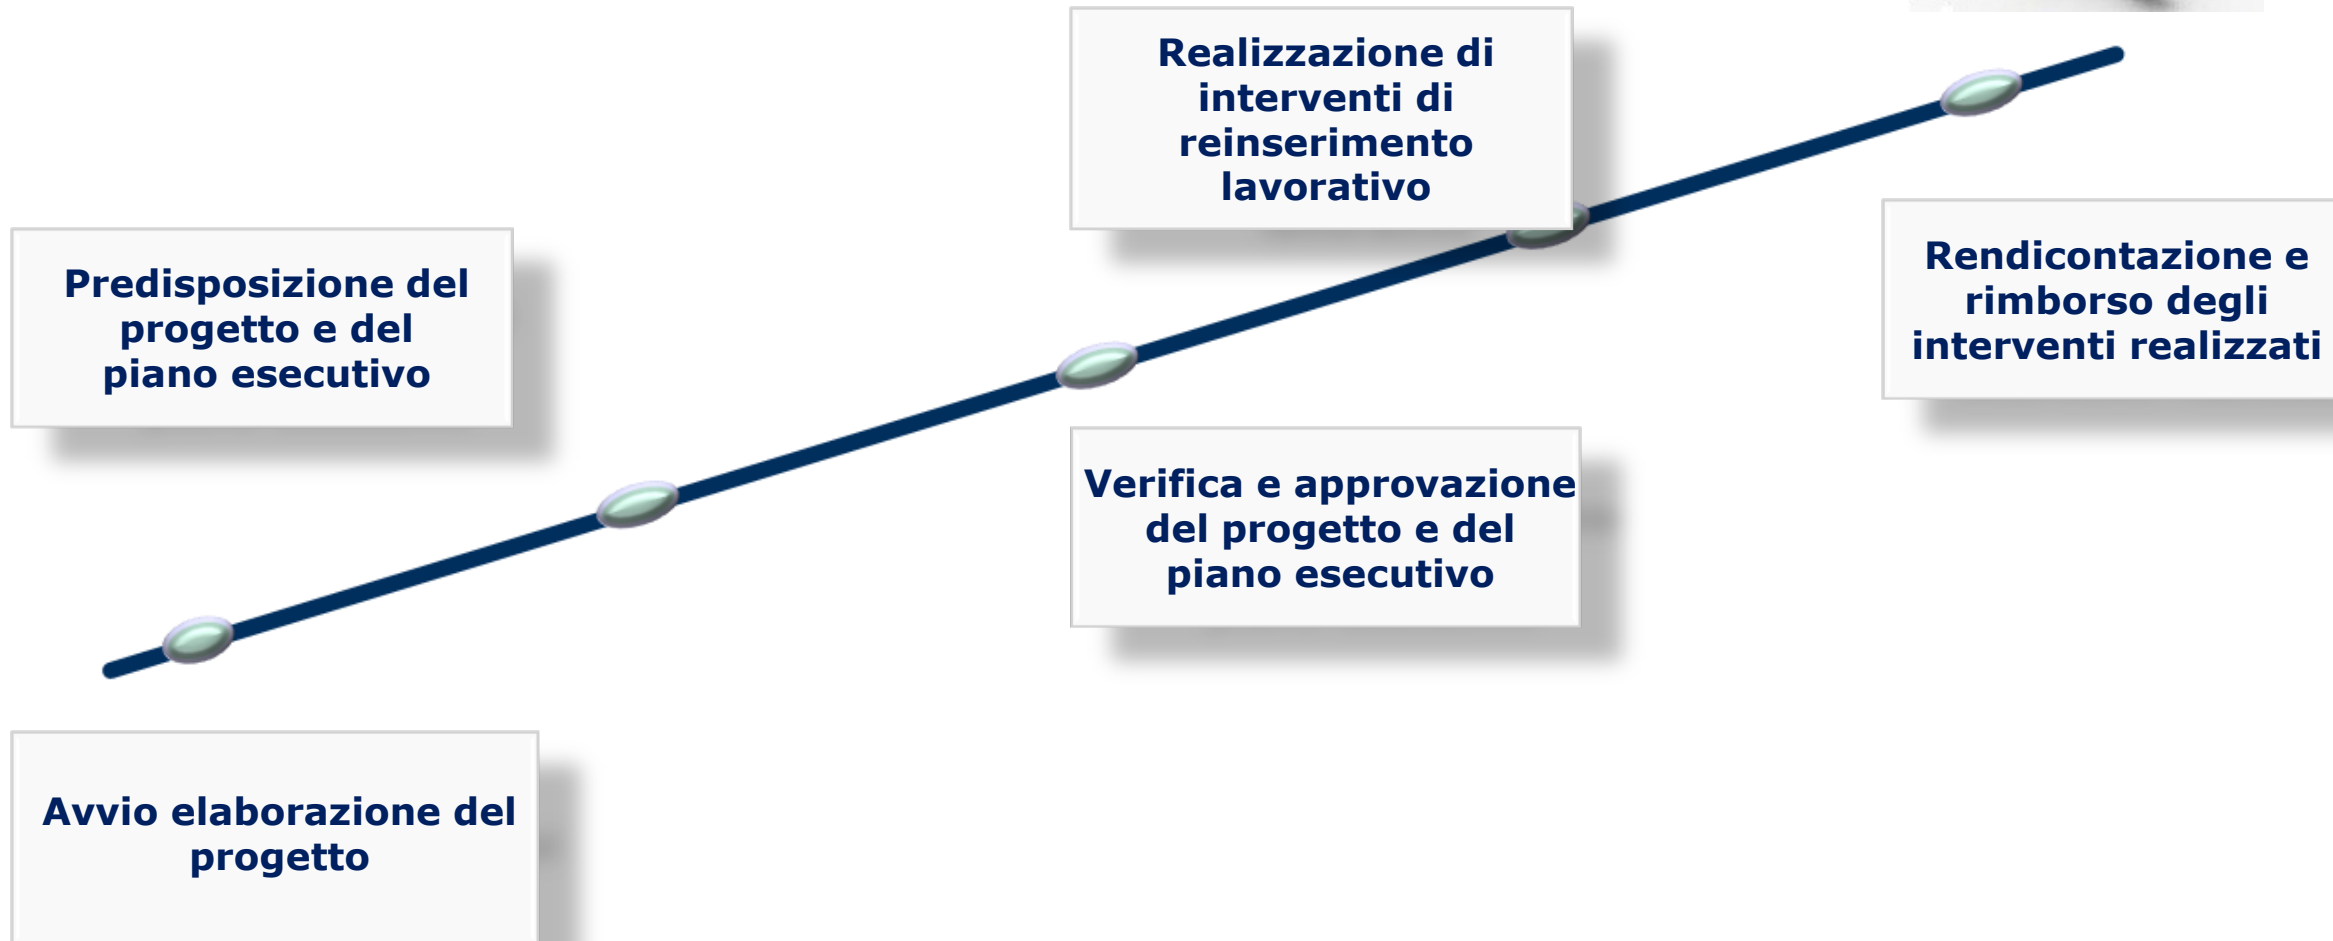 Realizzazione di
interventi di
reinserimento
lavorativo
Predisposizione del
progetto e del
piano esecutivo
Rendicontazione e
rimborso degli
interventi realizzati
Verifica e approvazione
del progetto e del
piano esecutivo
Avvio elaborazione del
progetto